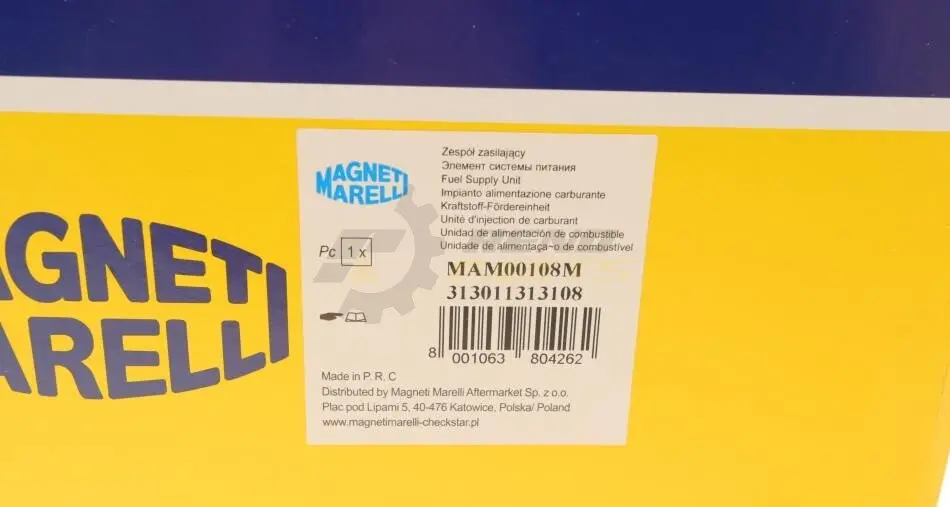 MAGNETI
MARELLI
Zespół zasilający
Элемент системы питания
Fuel Supply Unit
Impianto alimentazione carburante
Kraftstoff-Fördereinheit
Unité d'injection de carburant
Unidad de alimentación de combustible
Unidade de alimentaça~o de combustível
Pc 1 x
MAM00108M
313011313108
8 001063 804262
Made in P. R. C
Distributed by Magneti Marelli Aftermarket Sp. z o.o.
Plac pod Lipami 5, 40-476 Katowice, Polska/ Poland
www.magnetimarelli-checkstar.pl
AGNETI
ARELLI